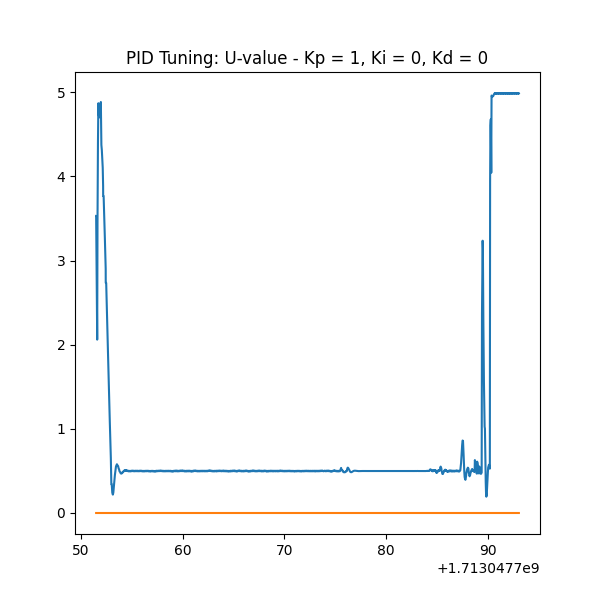 PID Tuning: U-value - Kp = 1, Ki = 0, Kd = 0
5
4
3
2
1
0
50 60 70 80 90
+1.7130477e9